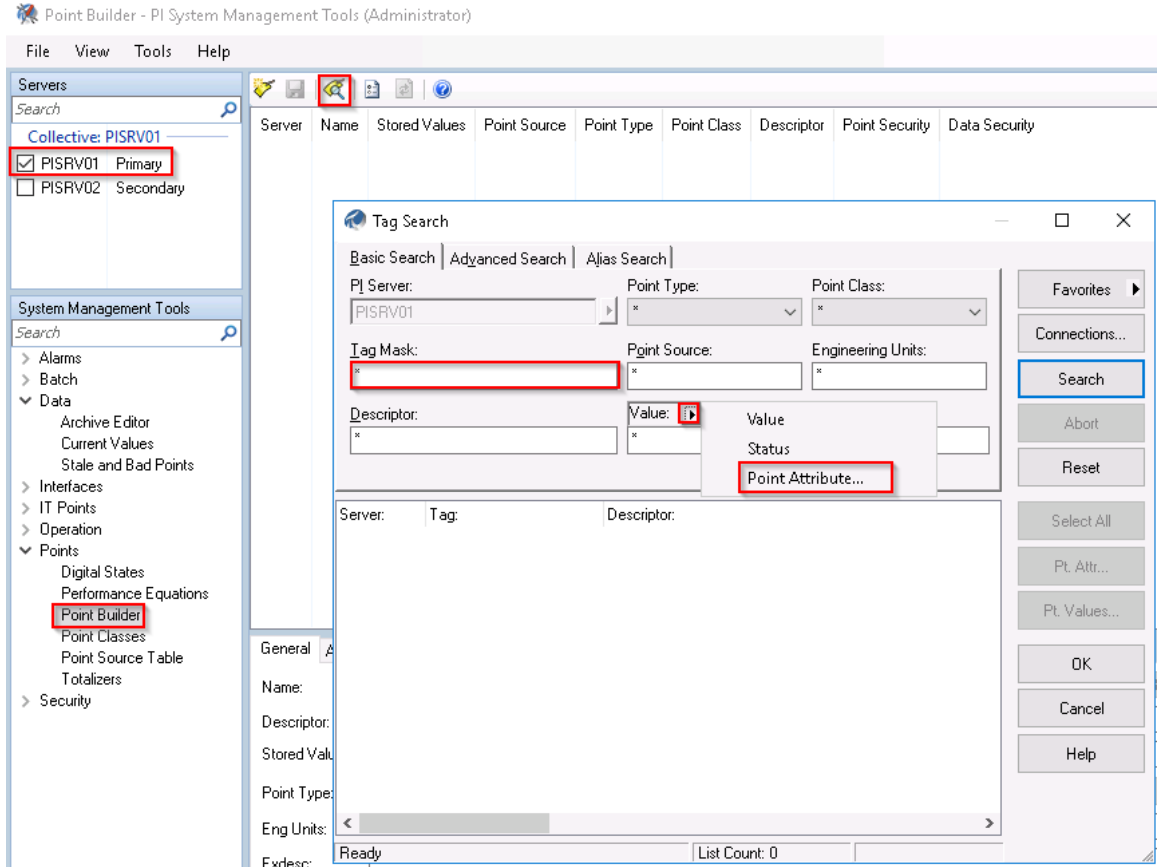 Point Builder - PI System Management Tools (Administrator)
File View Tools Help
Servers
Search
Collective: PISRV01
PISRV01 Primary
PISRV02 Secondary
System Management Tools
Search
Alarms
Batch
Data
Archive Editor
Current Values
Stale and Bad Points
Interfaces
IT Points
Operation
Points
Digital States
Performance Equations
Point Builder
Point Classes
Point Source Table
Totalizers
Security
Server Name Stored Values Point Source Point Type Point Class Descriptor Point Security Data Security
Tag Search
Basic Search Advanced Search Alias Search
PI Server: Point Type: Point Class:
PISRV01 * *
Tag Mask: Point Source: Engineering Units:
* * *
Descriptor: Value:
* *
Value
Status
Point Attribute...
Favorites
Connections...
Search
Abort
Reset
Select All
Pt. Attr...
Pt. Values...
OK
Cancel
Help
Server: Tag: Descriptor:
Ready List Count: 0
General A
Name:
Descriptor:
Stored Valu
Point Type:
Eng Units:
Exdesc: